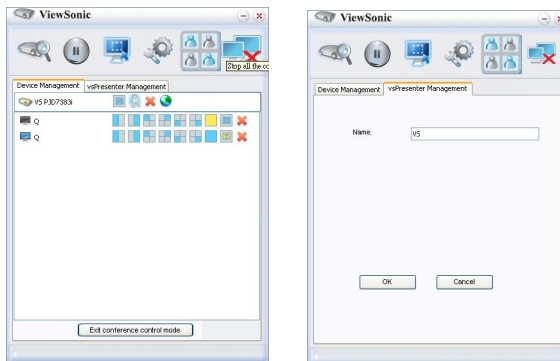 ViewSonic
Stop all the co
Device Management vsPresenter Management
VS PJD7383i
Q
Q
Exit conference control mode
ViewSonic
Device Management vsPresenter Management
Name: VS
OK Cancel